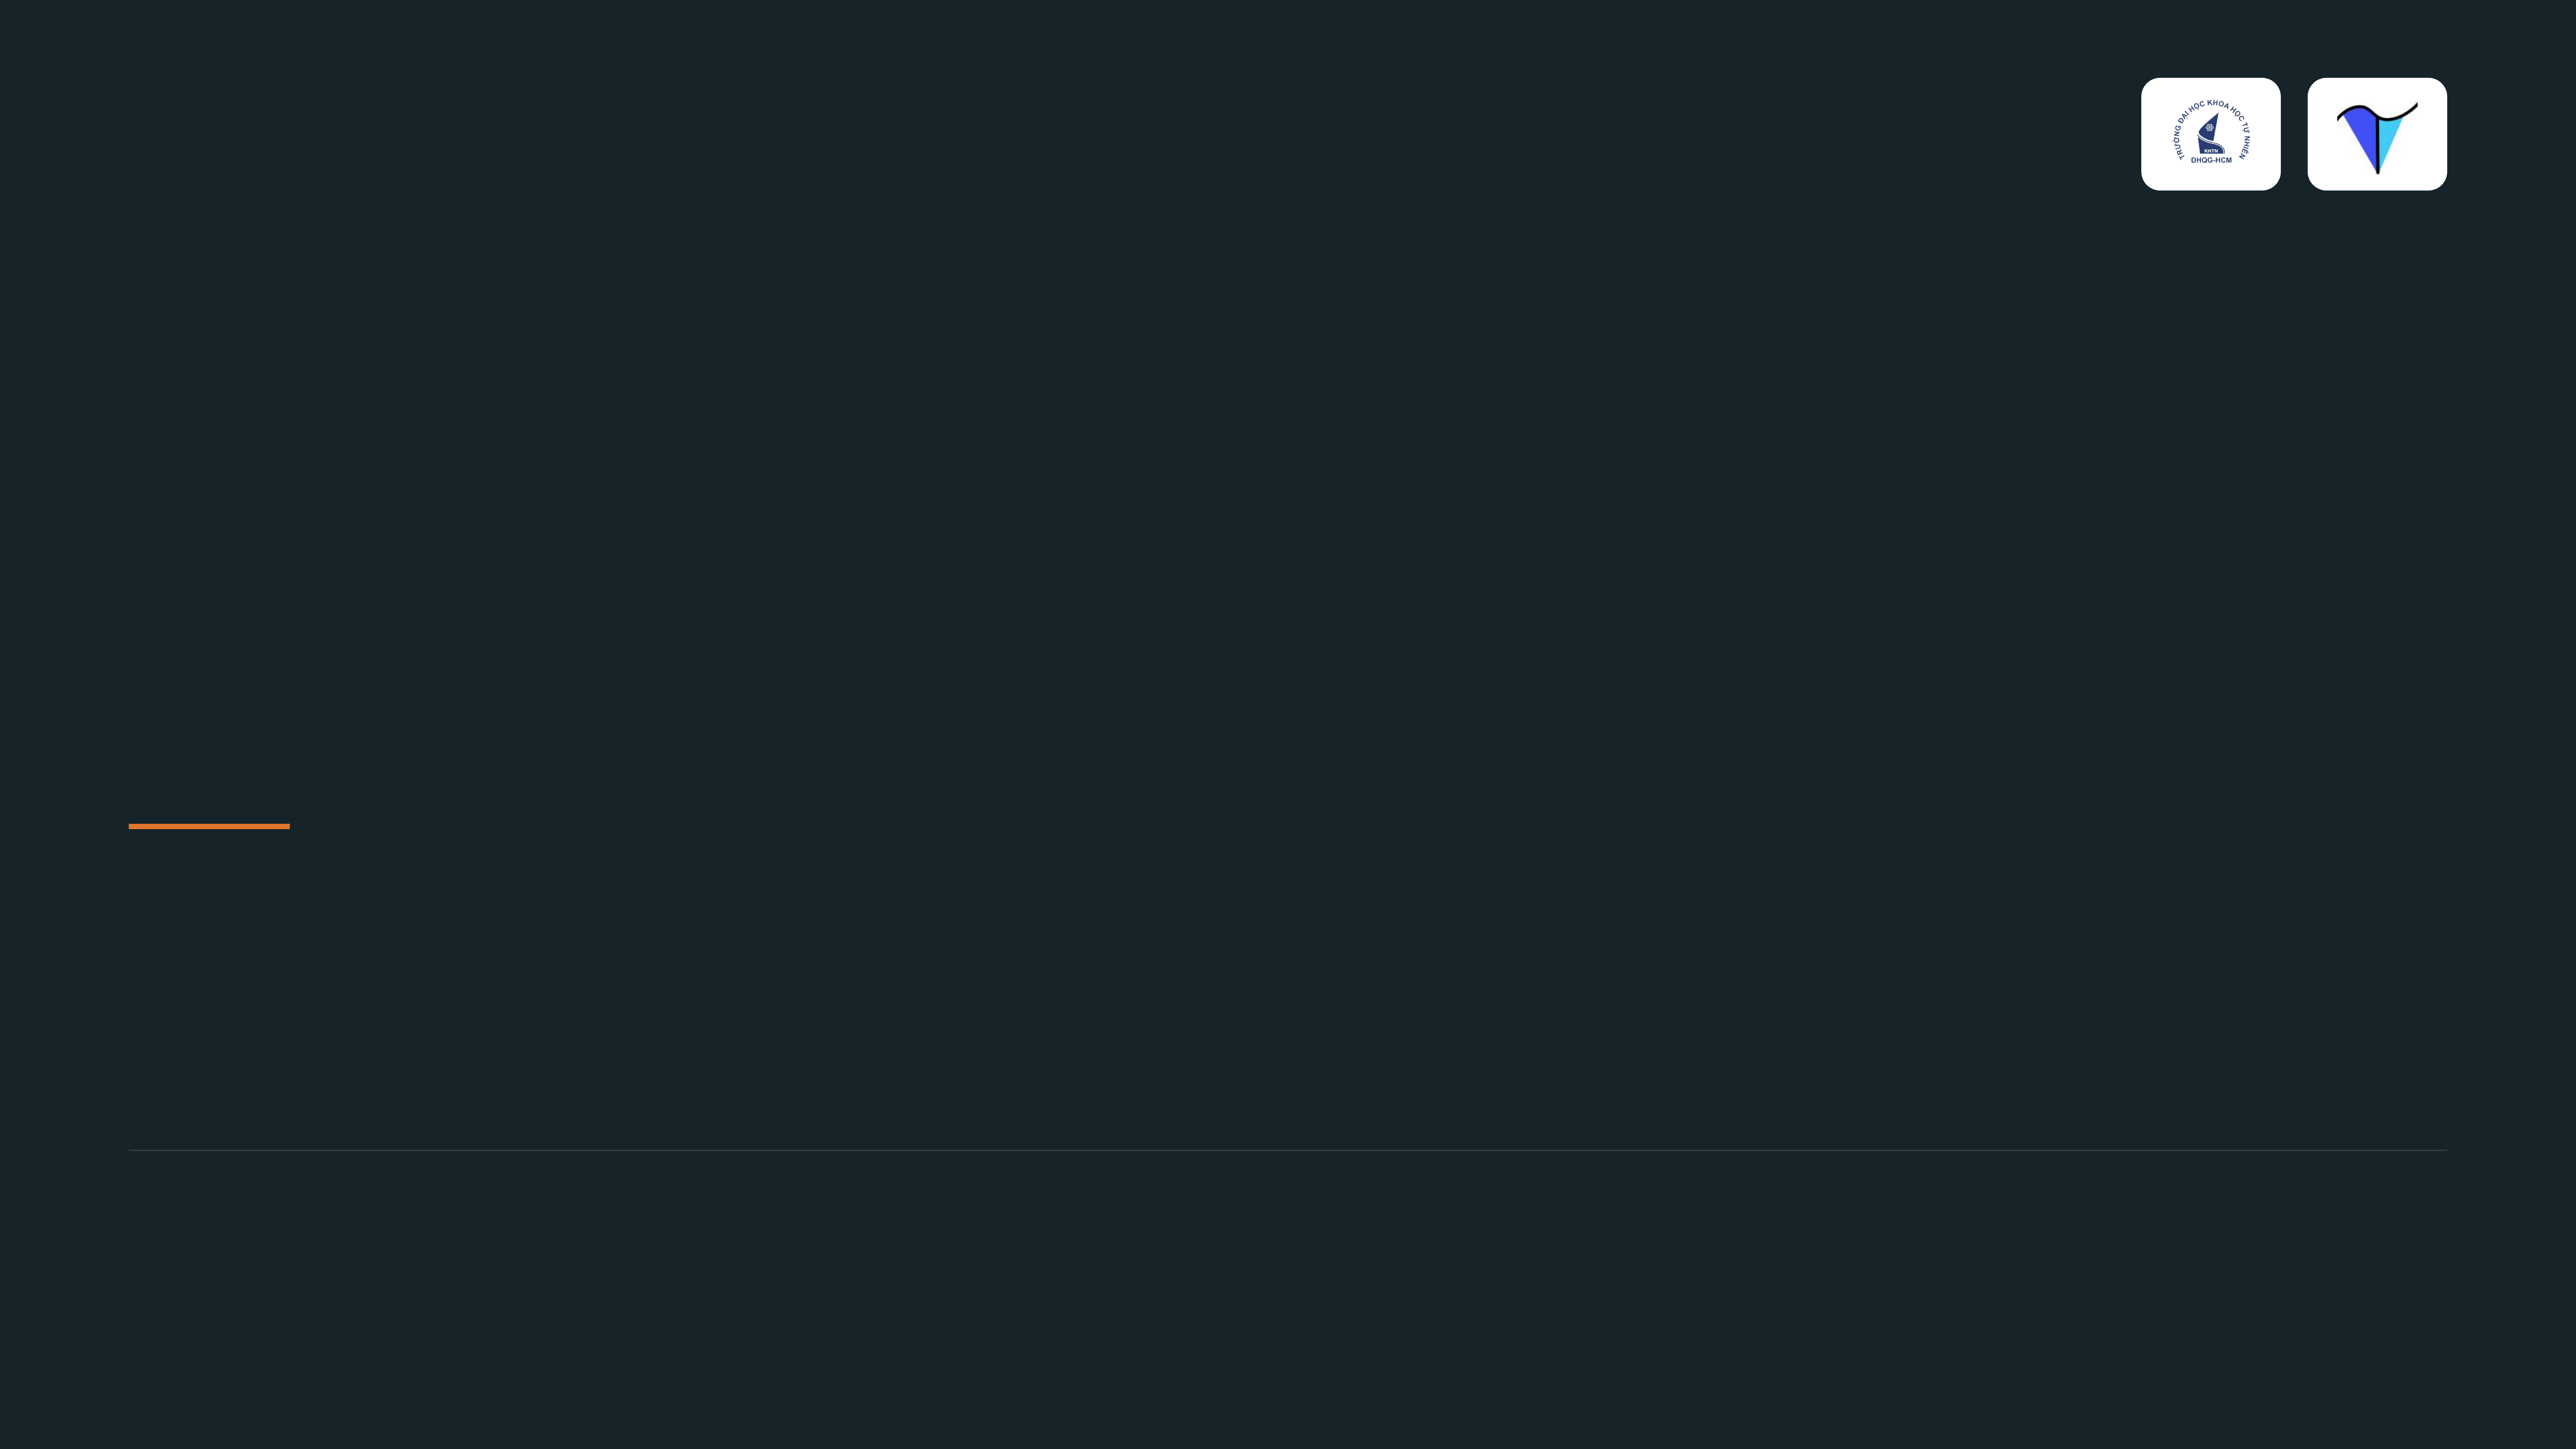 TRƯỜNG ĐẠI HỌC KHOA HỌC TỰ NHIÊN
KHTN
ĐHQG-HCM